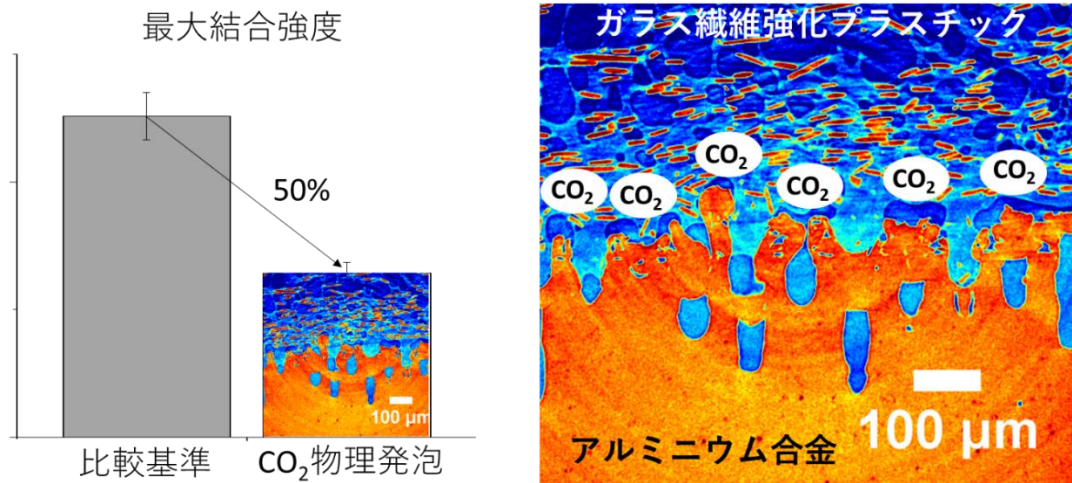 最大結合強度
50%
100 μm
比較基準
CO₂物理発泡
ガラス繊維強化プラスチック
CO₂
CO₂
CO₂
CO₂
CO₂
CO₂
100 μm
アルミニウム合金